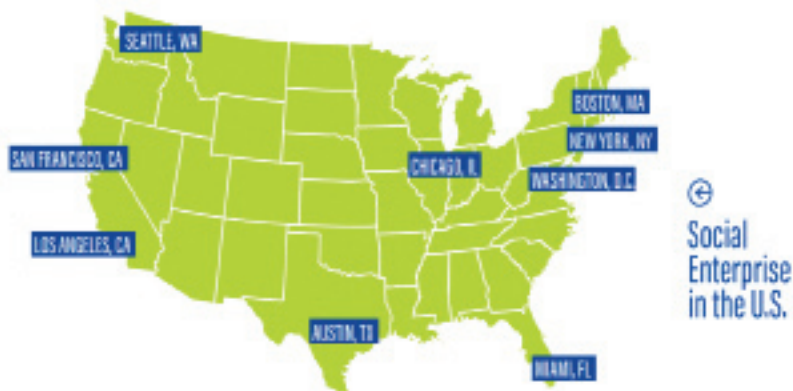 SEATTLE, WA
BOSTON, MA
NEW YORK, NY
SAN FRANCISCO, CA
CHICAGO, IL
WASHINGTON, D.C.
LOS ANGELES, CA
AUSTIN, TX
MIAMI, FL
Social
Enterprise
in the U.S.